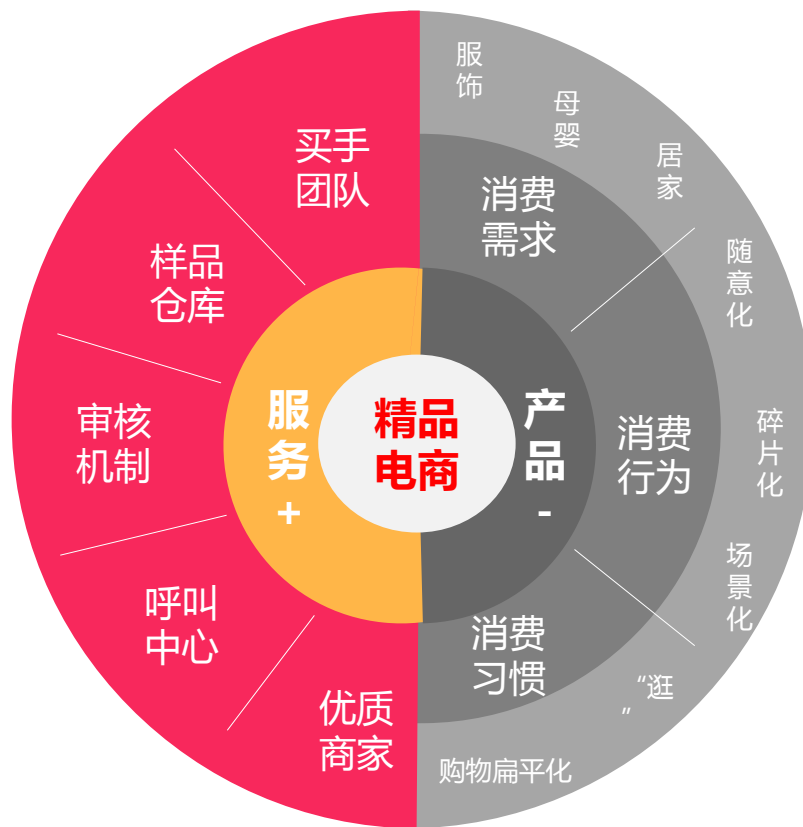 服
饰
母
婴
居
家
随
意
化
碎
片
化
场
景
化
“逛
”
购物扁平化
消费
需求
消费
行为
消费
习惯
产
品
-
精品
电商
服
务
+
买手
团队
样品
仓库
审核
机制
呼叫
中心
优质
商家